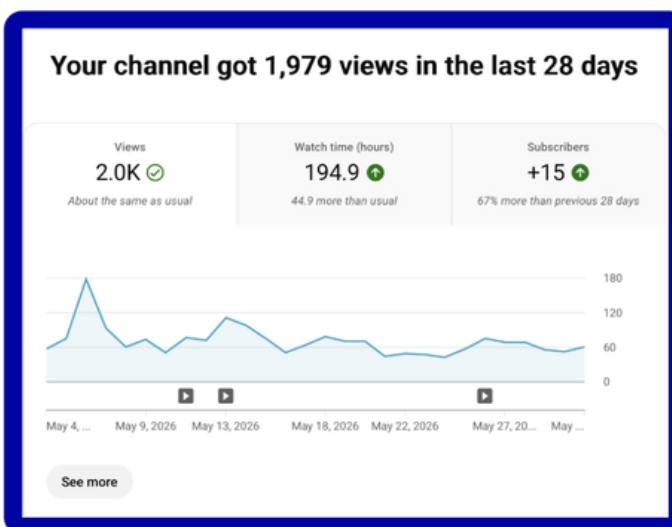 Your channel got 1,979 views in the last 28 days
Views
2.0K
About the same as usual
Watch time (hours)
194.9
44.9 more than usual
Subscribers
+15
67% more than previous 28 days
180
120
60
0
May 4, ...
May 9, 2026
May 13, 2026
May 18, 2026
May 22, 2026
May 27, 20...
May ...
See more